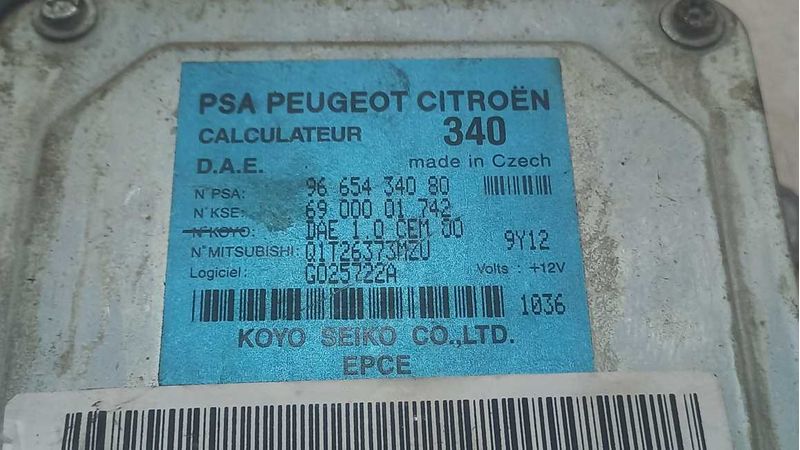 PSA PEUGEOT CITROËN
CALCULATEUR 340
D.A.E. made in Czech
N°PSA: 96 654 340 80
N°KSE: 69 000 01 742
N°KOYO: DAE 1.0 CEM 00 9Y12
N°MITSUBISHI: Q1T26373MZU
Logiciel: G025722A Volts : +12V
1036
KOYO SEIKO CO.,LTD.
EPCE